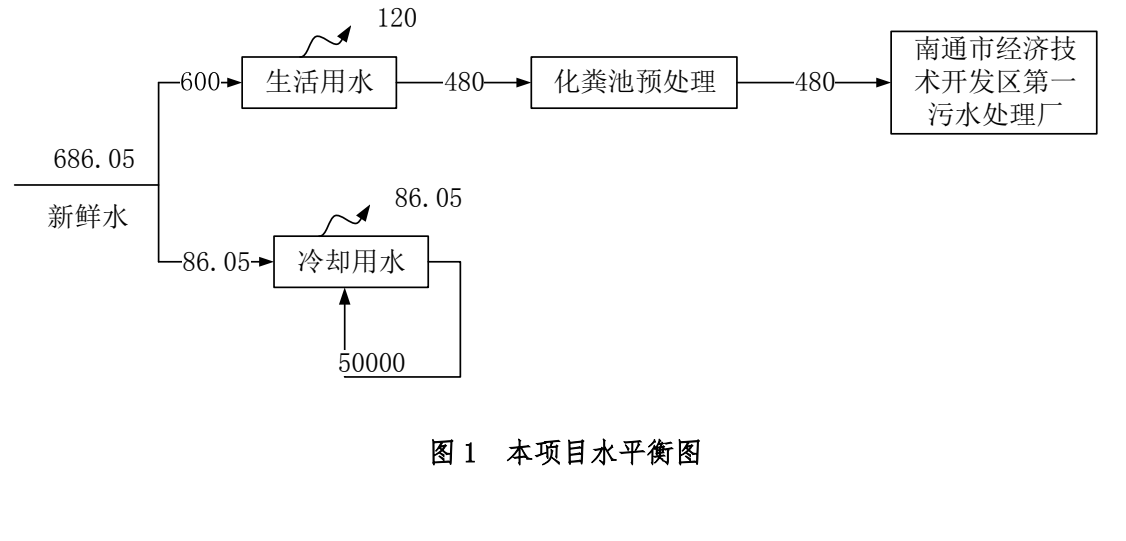 120
600
生活用水
480
化粪池预处理
480
南通市经济技
术开发区第一
污水处理厂
686.05
新鲜水
86.05
86.05
冷却用水
50000
图1 本项目水平衡图